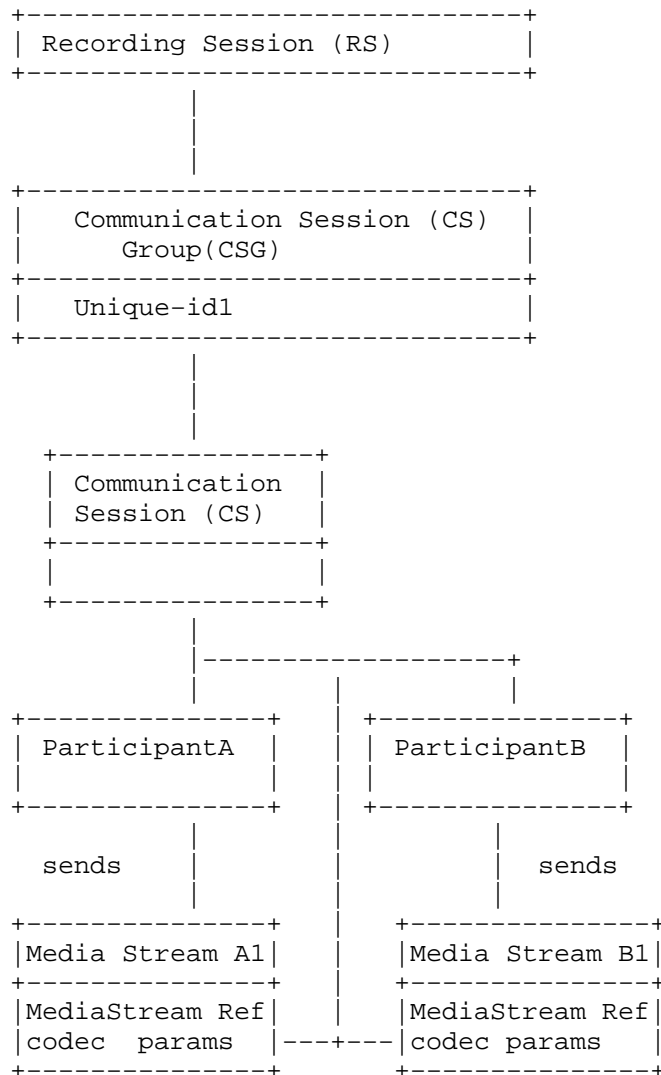 Recording Session (RS)
Communication Session (CS)
Group(CSG)
Unique-id1
Communication
Session (CS)
ParticipantA
ParticipantB
sends
sends
Media Stream A1
Media Stream B1
MediaStream Ref
codec params
MediaStream Ref
codec params